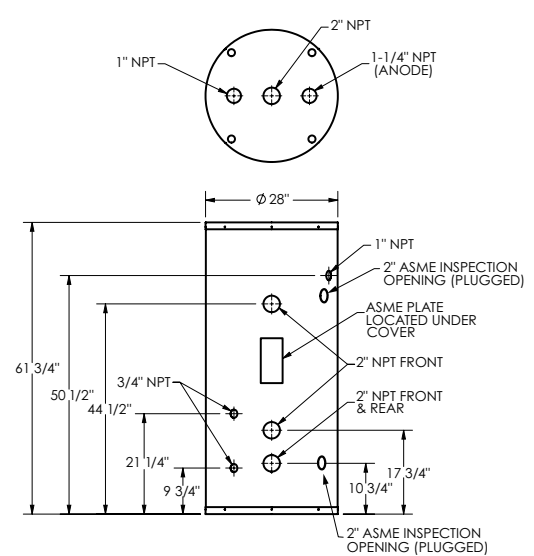 2" NPT
1" NPT
1-1/4" NPT
(ANODE)
Ø 28"
1" NPT
2" ASME INSPECTION
OPENING (PLUGGED)
ASME PLATE
LOCATED UNDER
COVER
2" NPT FRONT
3/4" NPT
2" NPT FRONT
& REAR
61 3/4"
50 1/2"
44 1/2"
21 1/4"
9 3/4"
17 3/4"
10 3/4"
2" ASME INSPECTION
OPENING (PLUGGED)